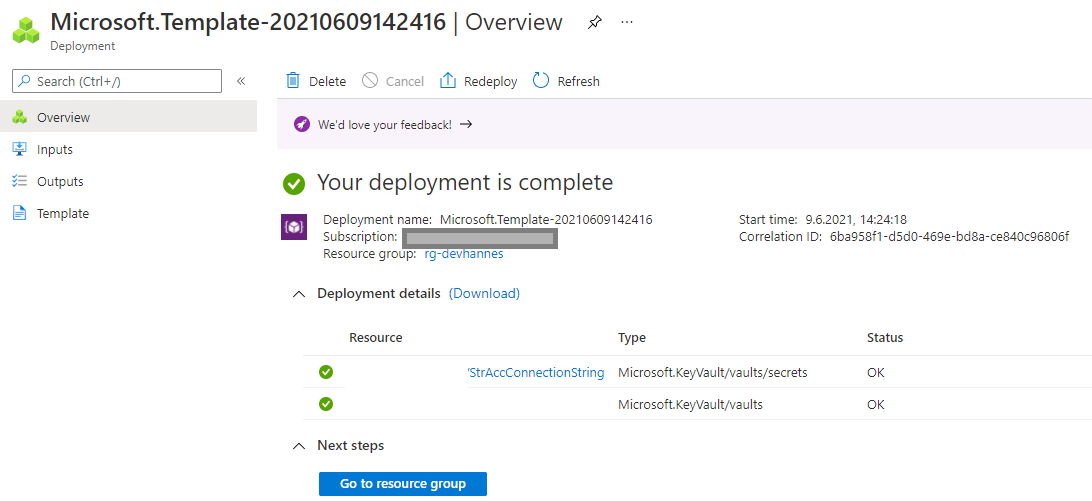 Microsoft.Template-20210609142416 | Overview
Deployment
Search (Ctrl+/)
«
Delete
Cancel
Redeploy
Refresh
Overview
Inputs
Outputs
Template
We'd love your feedback! →
Your deployment is complete
Deployment name: Microsoft.Template-20210609142416
Subscription:
Resource group: rg-devhannes
Start time: 9.6.2021, 14:24:18
Correlation ID: 6ba958f1-d5d0-469e-bd8a-ce840c96806f
Deployment details (Download)
Resource Type Status
'StrAccConnectionString Microsoft.KeyVault/vaults/secrets OK
Microsoft.KeyVault/vaults OK
Next steps
Go to resource group